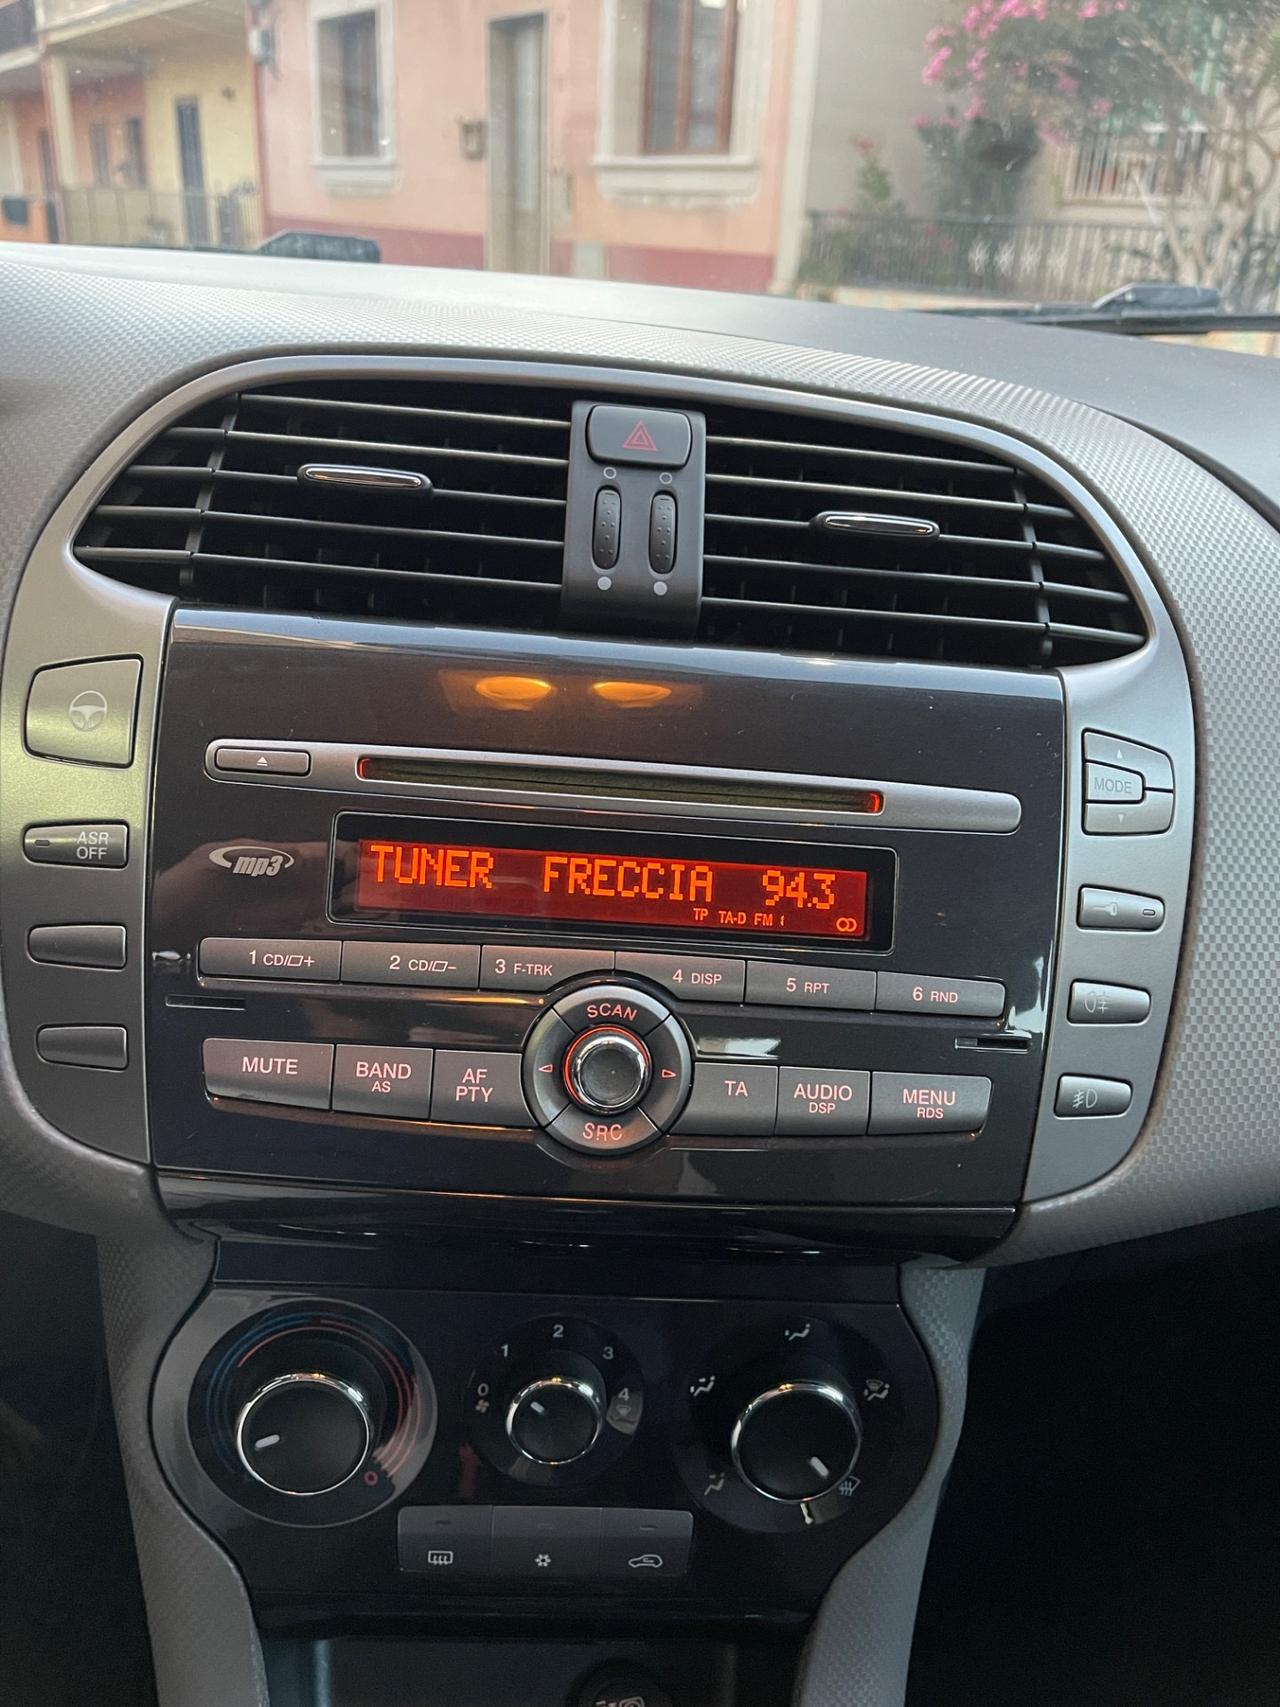 MODE
ASR
OFF
mp3
TUNER FRECCIA 94.3
TP TA-D FM 1
1 CD/+ 2 CD/- 3 F-TRK 4 DISP 5 RPT 6 RND
SCAN
MUTE BAND AS AF PTY TA AUDIO DSP MENU RDS
SRC
0 1 2 3 4